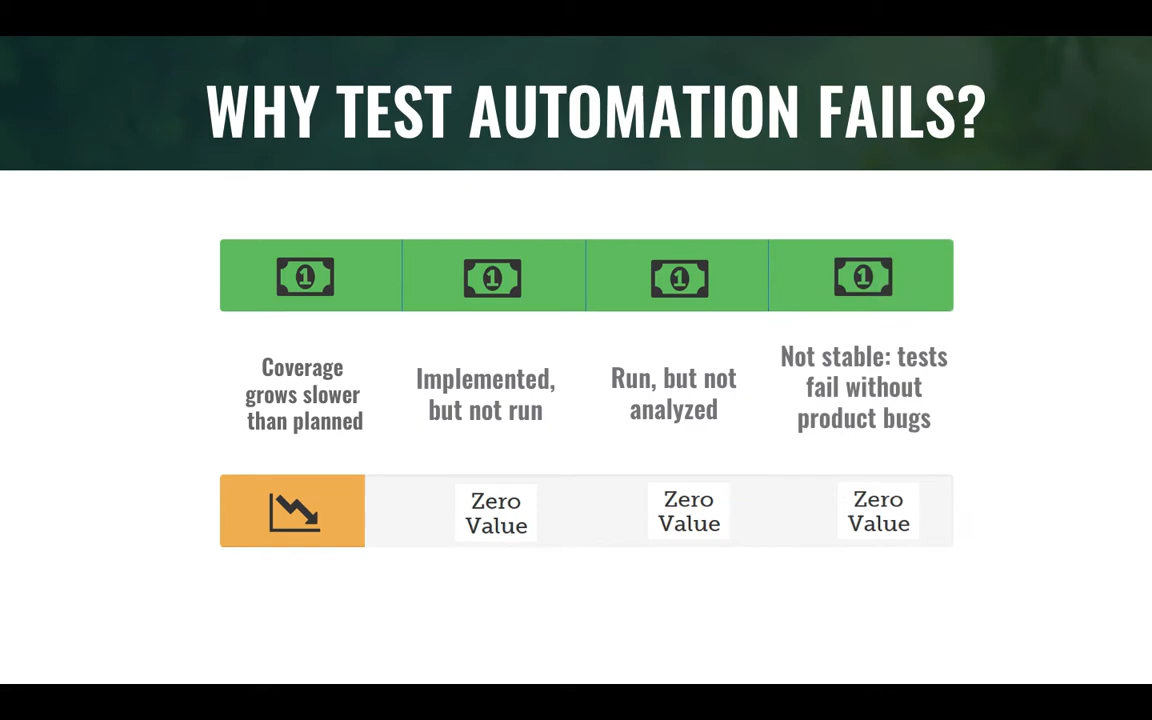 WHY TEST AUTOMATION FAILS?
1
1
1
1
Coverage
grows slower
than planned
Implemented,
but not run
Run, but not
analyzed
Not stable: tests
fail without
product bugs
Zero
Value
Zero
Value
Zero
Value